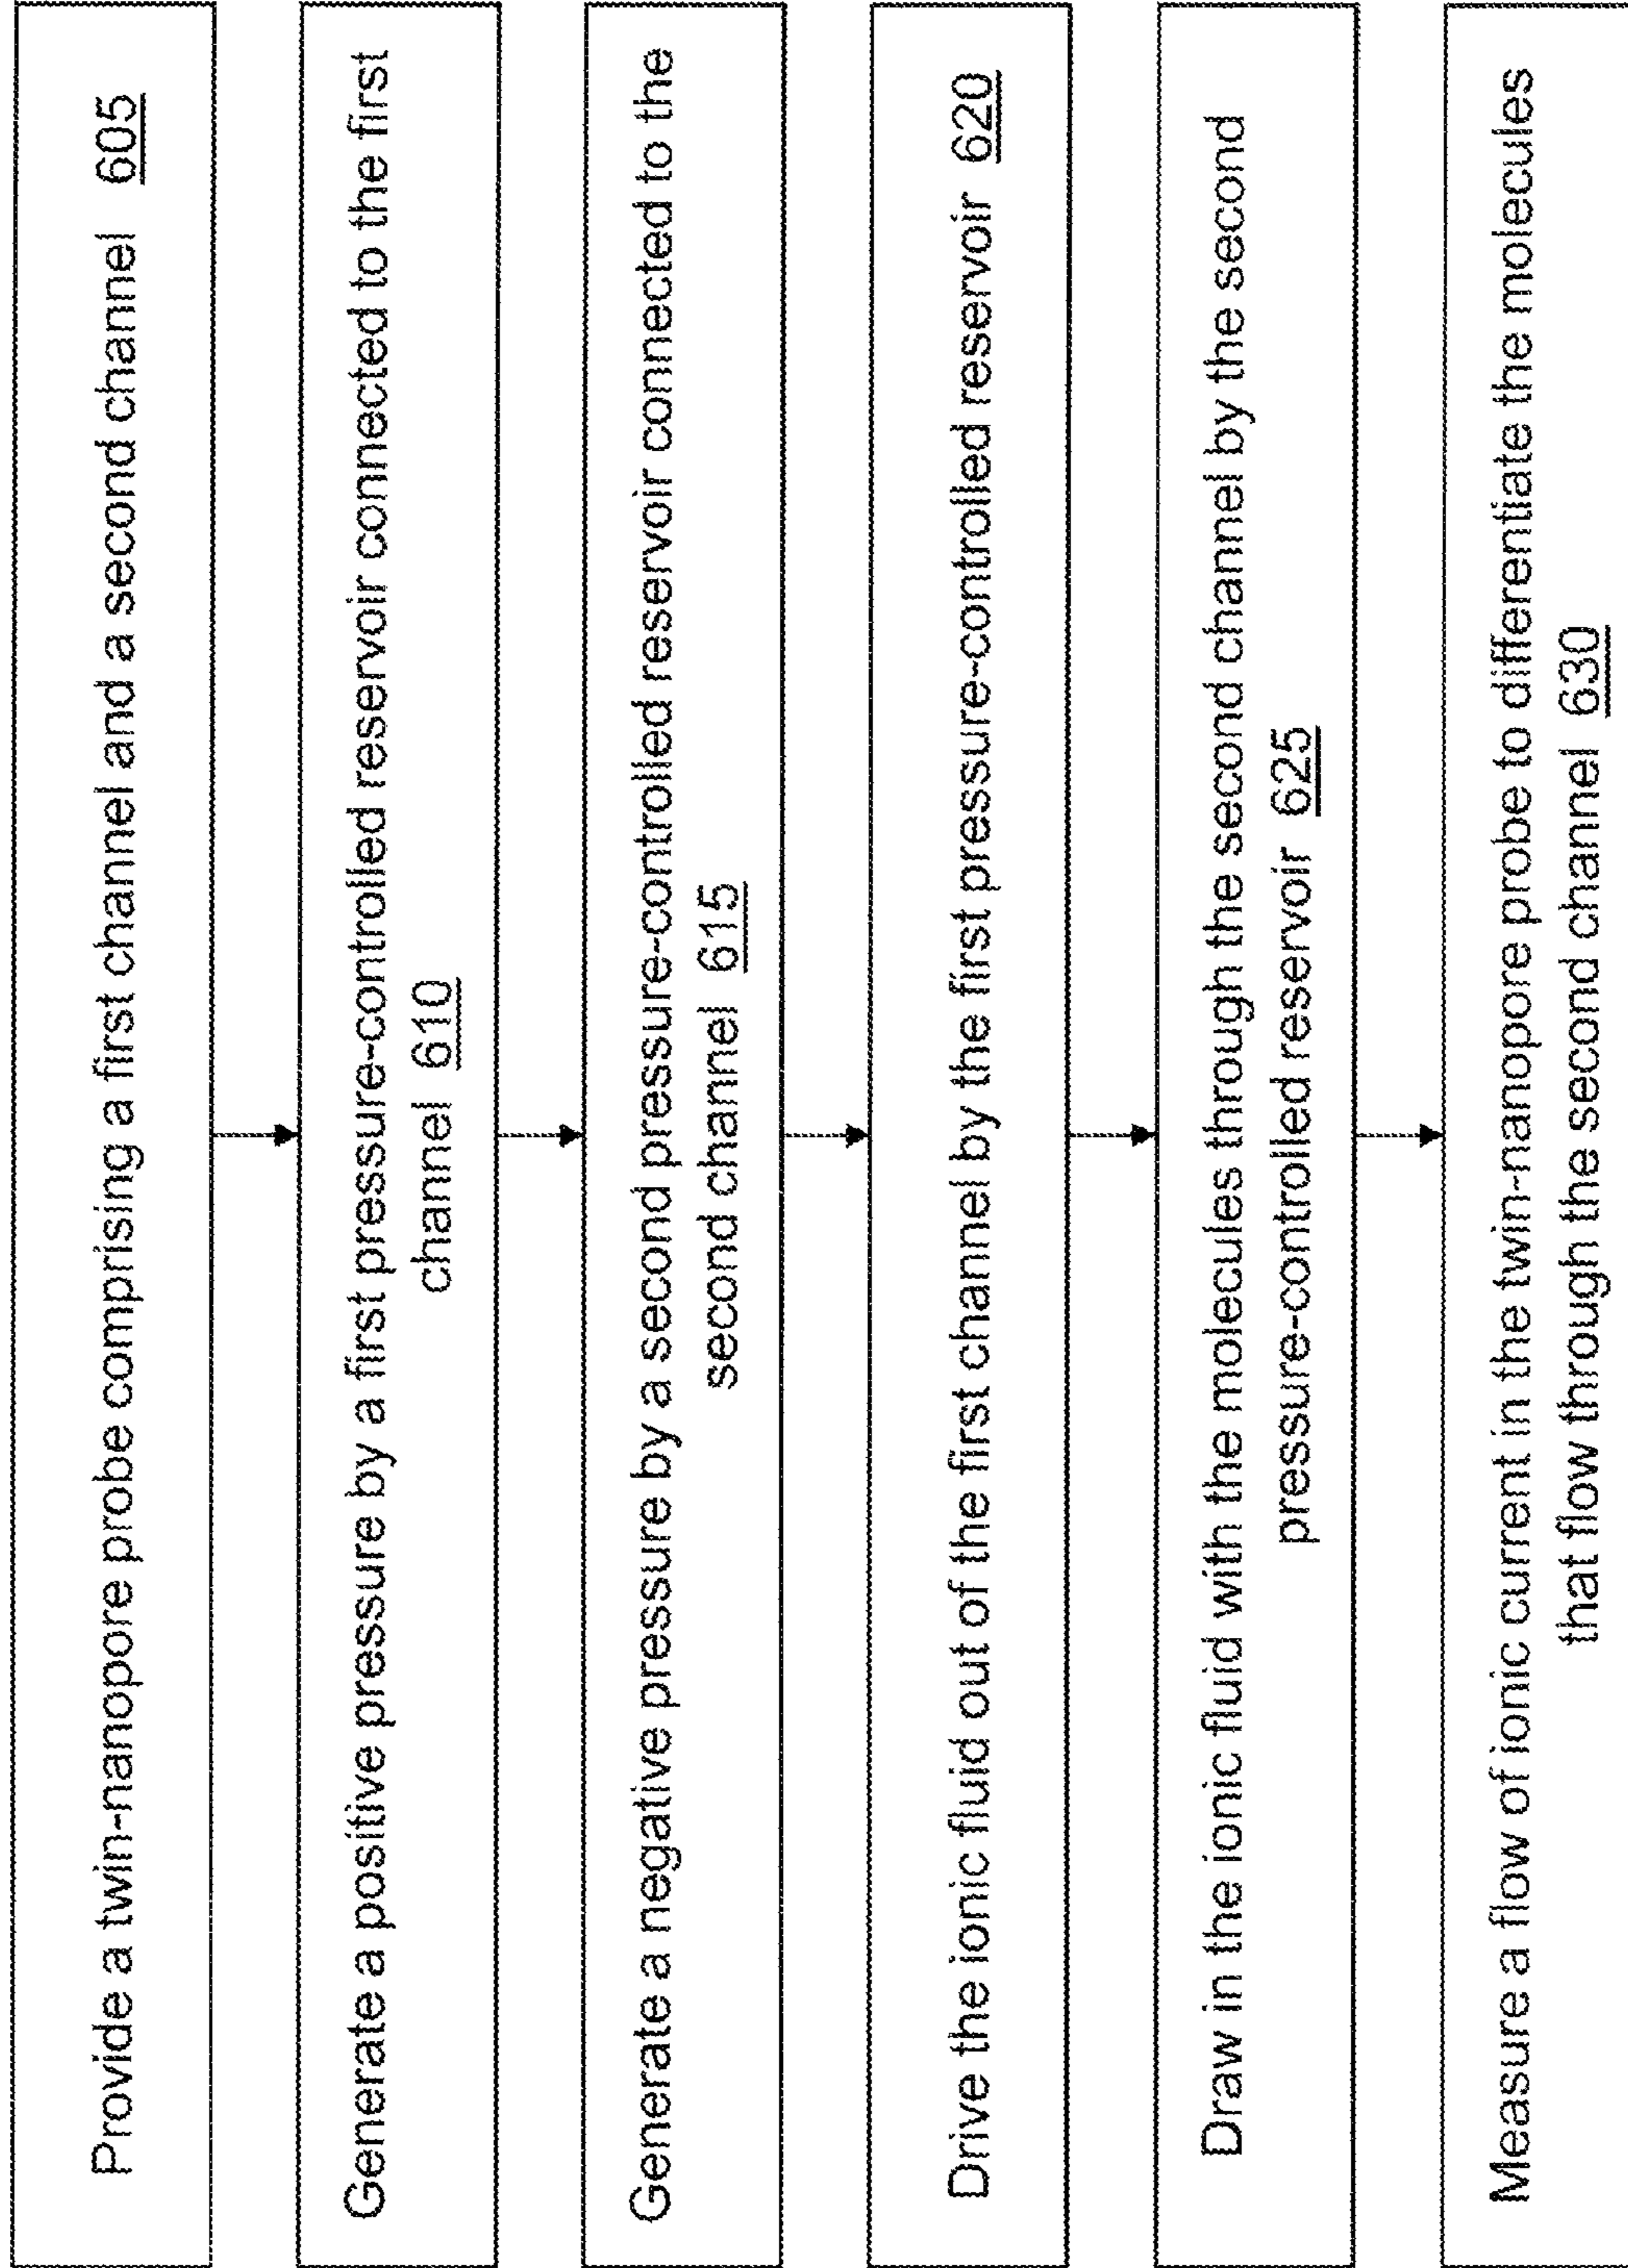 Provide a twin-nanopore probe comprising a first channel and a second channel 605
Generate a positive pressure by a first pressure-controlled reservoir connected to the first
channel 610
Generate a negative pressure by a second pressure-controlled reservoir connected to the
second channel 615
Drive the ionic fluid out of the first channel by the first pressure-controlled reservoir 620
Draw in the ionic fluid with the molecules through the second channel by the second
pressure-controlled reservoir 625
Measure a flow of ionic current in the twin-nanopore probe to differentiate the molecules
that flow through the second channel 630